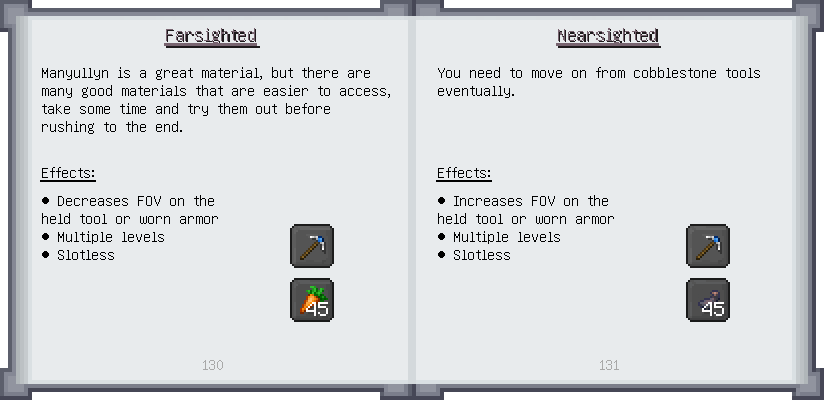 Farsighted
Manyullyn is a great material, but there are
many good materials that are easier to access,
take some time and try them out before
rushing to the end.
Effects:
● Decreases FOV on the
held tool or worn armor
● Multiple levels
● Slotless
45
130
Nearsighted
You need to move on from cobblestone tools
eventually.
Effects:
● Increases FOV on the
held tool or worn armor
● Multiple levels
● Slotless
45
131